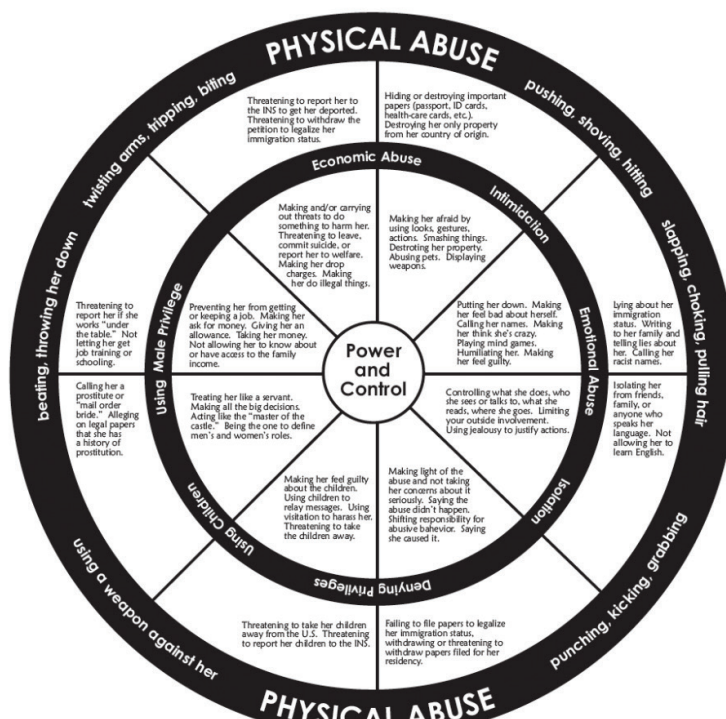 PHYSICAL ABUSE
twisting arms, tripping, biting
pushing, shoving, hitting
beating, throwing her down
slapping, choking, pulling hair
using a weapon against her
punching, kicking, grabbing
PHYSICAL ABUSE
Threatening to report her to
the INS to get her deported.
Threatening to withdraw the
petition to legalize her
immigration status.
Hiding or destroying important
papers (passport, ID cards,
health-care cards, etc.).
Destroying her only property
from her country of origin.
Economic Abuse
Intimidation
Making and/or carrying
out threats to do
something to harm her.
Threatening to leave,
commit suicide, or
report her to welfare.
Making her drop
charges. Making
her do illegal things.
Making her afraid by
using looks, gestures,
actions. Smashing things.
Destroting her property.
Abusing pets. Displaying
weapons.
Using Male Privilege
Emotional Abuse
Threatening to
report her if she
works "under
the table." Not
letting her get
job training or
schooling.
Preventing her from getting
or keeping a job. Making her
ask for money. Giving her an
allowance. Taking her money.
Not allowing her to know about
or have access to the family
income.
Power
and
Control
Putting her down. Making
her feel bad about herself.
Calling her names. Making
her think she's crazy.
Playing mind games.
Humiliating her. Making
her feel guilty.
Lying about her
immigration
status. Writing
to her family and
telling lies about
her. Calling her
racist names.
Calling her a
prostitute or
"mail order
bride." Alleging
on legal papers
that she has
a history of
prostitution.
Treating her like a servant.
Making all the big decisions.
Acting like the "master of the
castle." Being the one to define
men's and women's roles.
Controlling what she does, who
she sees or talks to, what she
reads, where she goes. Limiting
your outside involvement.
Using jealousy to justify actions.
Isolating her
from friends,
family, or
anyone who
speaks her
language. Not
allowing her to
learn English.
Making her feel guilty
about the children.
Using children to
relay messages. Using
visitation to harass her.
Threatening to take
the children away.
Making light of the
abuse and not taking
her concerns about it
seriously. Saying the
abuse didn't happen.
Shifting responsibility for
abusive bahevior. Saying
she caused it.
Using Children
Isolation
Denying Privileges
Threatening to take her children
away from the U.S. Threatening
to report her children to the INS.
Failing to file papers to legalize
her immigration status,
withdrawing or threatening to
withdraw papers filed for her
residency.